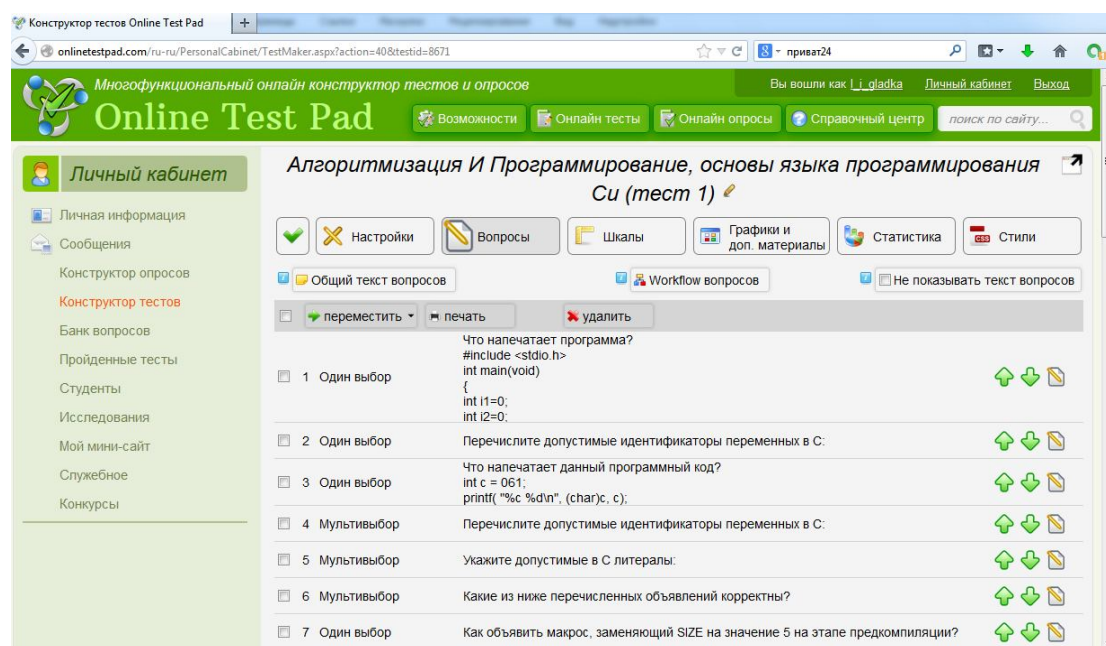 Конструктор тестов Online Test Pad
onlinetestpad.com/ru-ru/PersonalCabinet/TestMaker.aspx?action=40&testid=8671
приват24
Многофункциональный онлайн конструктор тестов и опросов
Вы вошли как l_i_gladka Личный кабинет Выход
Online Test Pad
Возможности Онлайн тесты Онлайн опросы Справочный центр поиск по сайту...
Личный кабинет
Личная информация
Сообщения
Конструктор опросов
Конструктор тестов
Банк вопросов
Пройденные тесты
Студенты
Исследования
Мой мини-сайт
Служебное
Конкурсы
Алгоритмизация И Программирование, основы языка программирования
Си (тест 1)
Настройки Вопросы Шкалы Графики и доп. материалы Статистика CSS Стили
Общий текст вопросов Workflow вопросов Не показывать текст вопросов
переместить печать удалить
1 Один выбор
Что напечатает программа?
#include <stdio.h>
int main(void)
{
int i1=0;
int i2=0;
2 Один выбор Перечислите допустимые идентификаторы переменных в C:
3 Один выбор
Что напечатает данный программный код?
int c = 061;
printf( "%c %d\n", (char)c, c);
4 Мультивыбор Перечислите допустимые идентификаторы переменных в C:
5 Мультивыбор Укажите допустимые в C литералы:
6 Мультивыбор Какие из ниже перечисленных объявлений корректны?
7 Один выбор Как объявить макрос, заменяющий SIZE на значение 5 на этапе предкомпиляции?